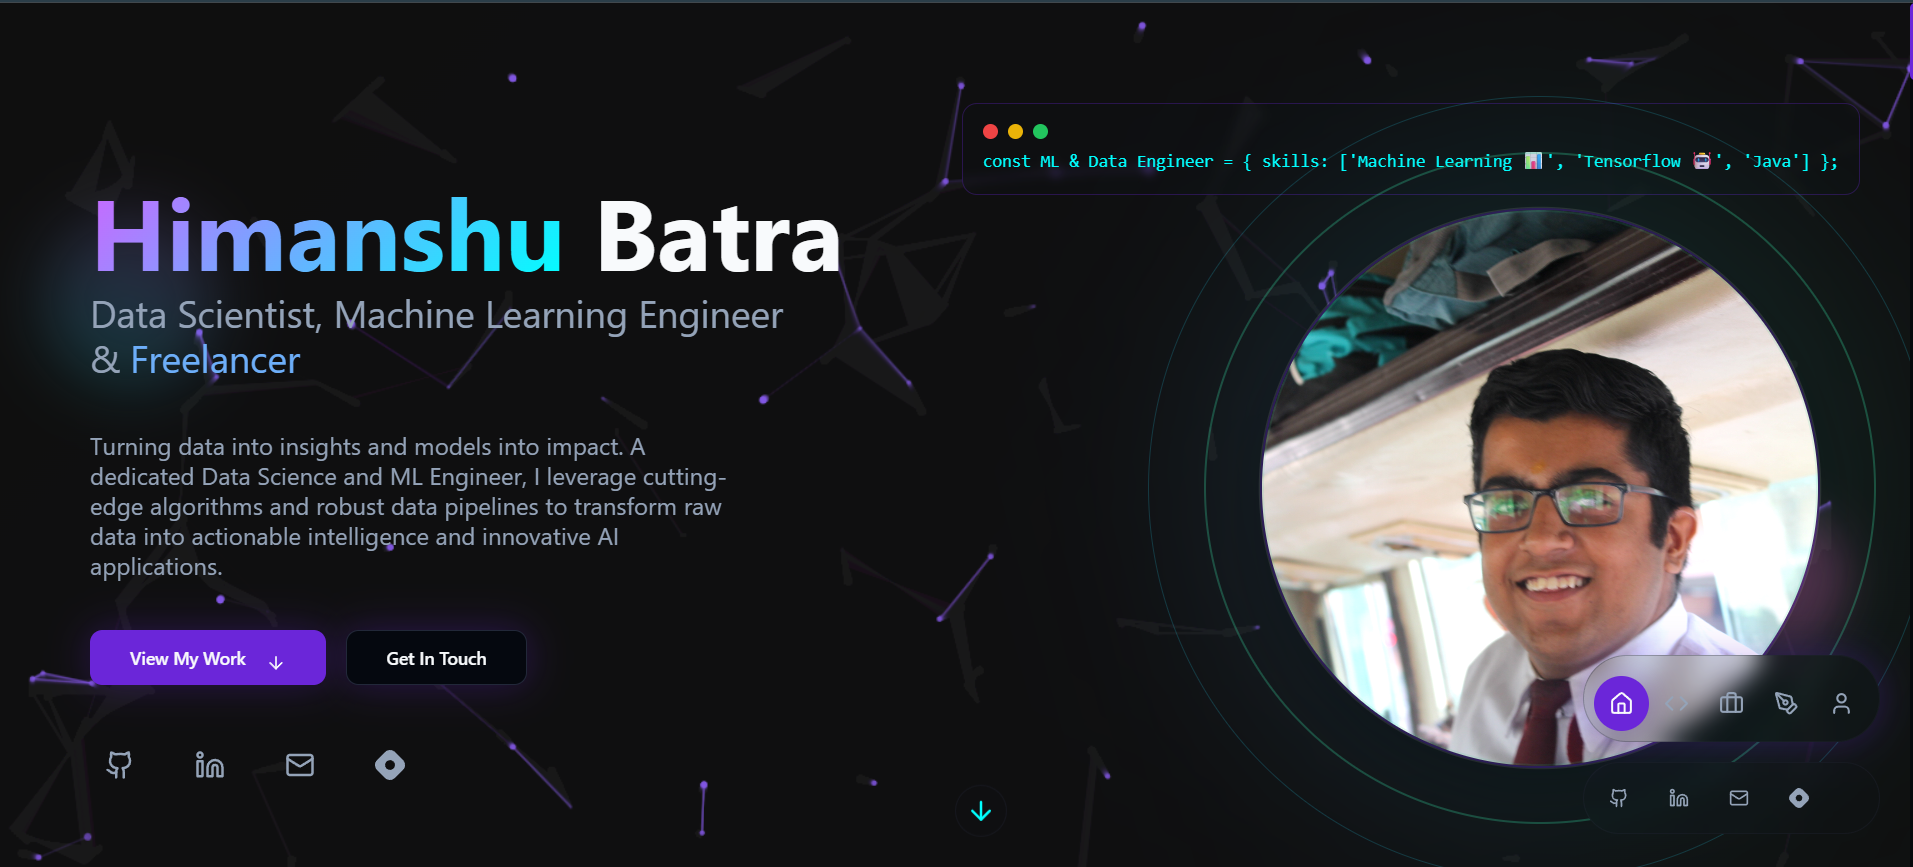 const ML & Data Engineer = { skills: ['Machine Learning 📊', 'Tensorflow 🤖', 'Java'] };
Himanshu Batra
Data Scientist, Machine Learning Engineer
& Freelancer
Turning data into insights and models into impact. A
dedicated Data Science and ML Engineer, I leverage cutting-
edge algorithms and robust data pipelines to transform raw
data into actionable intelligence and innovative AI
applications.
View My Work ↓
Get In Touch